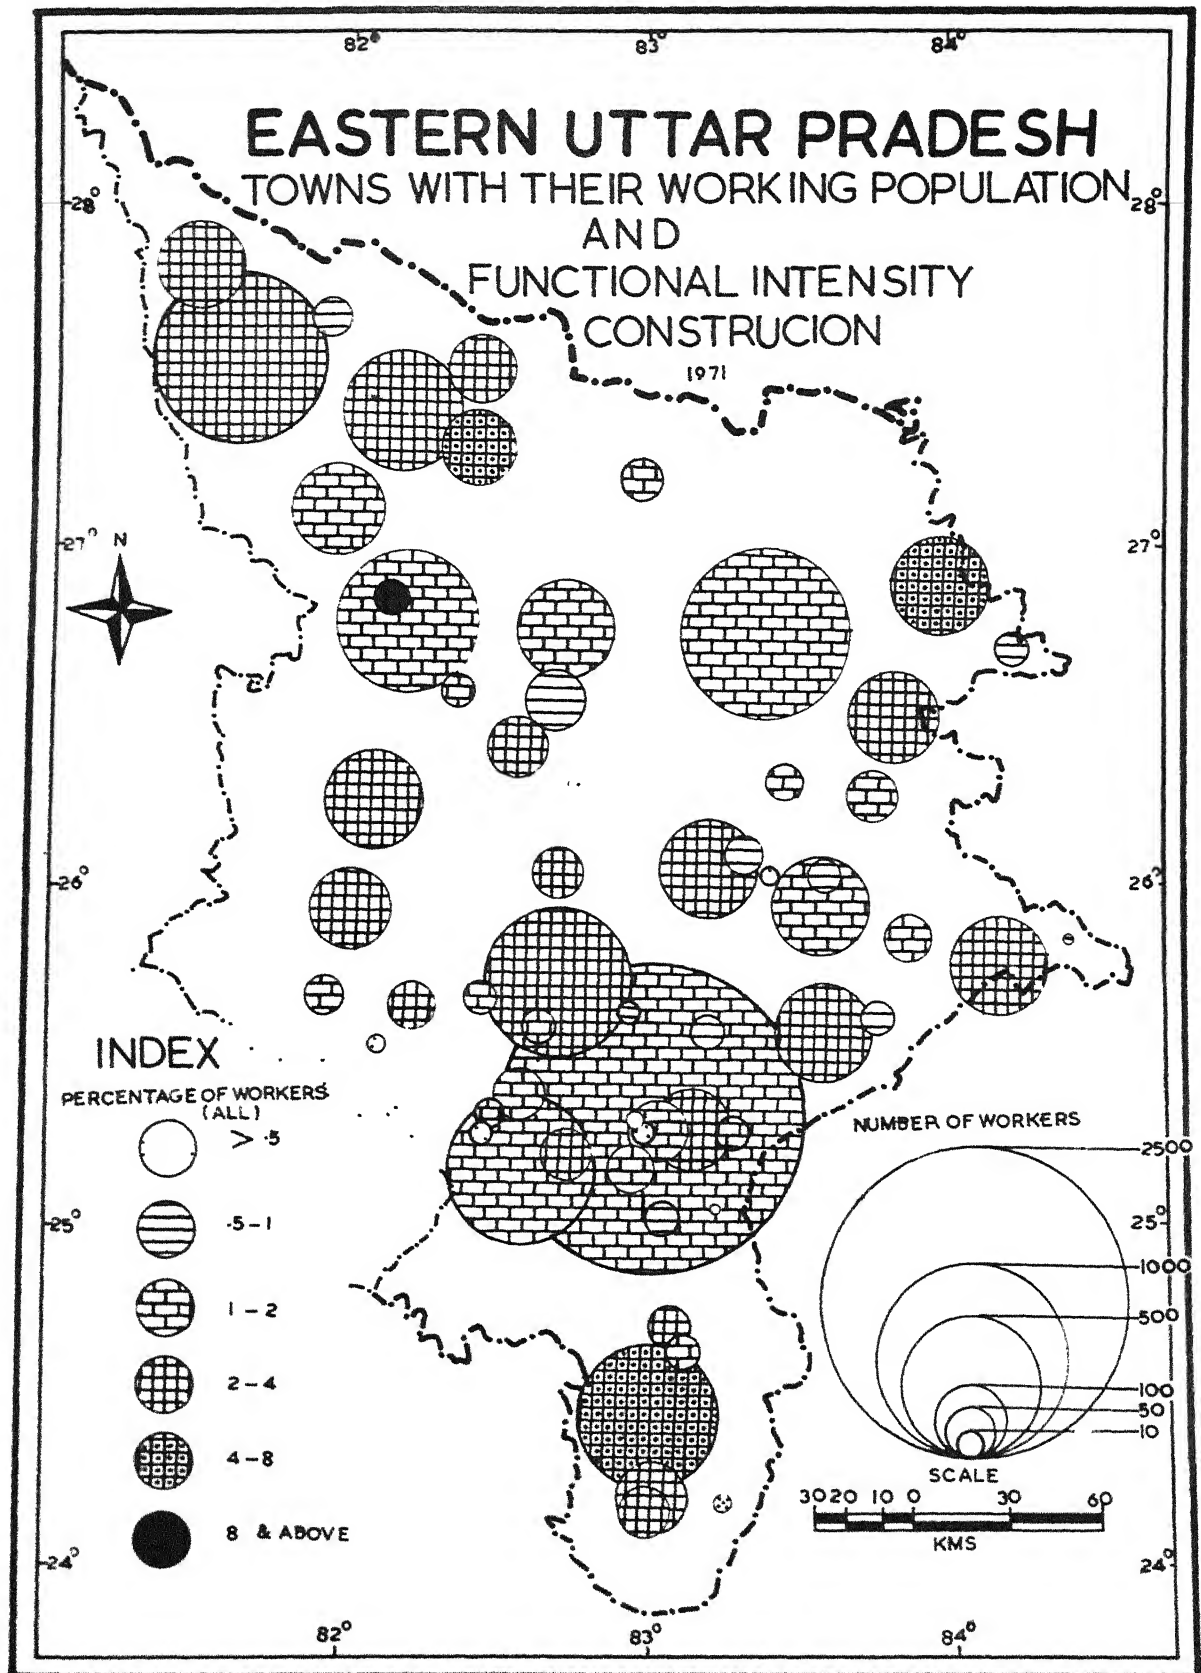 82° 83° 84°
EASTERN UTTAR PRADESH
TOWNS WITH THEIR WORKING POPULATION
AND
FUNCTIONAL INTENSITY
CONSTRUCION
1971
28° 28°
27° 27°
N
26° 26°
INDEX
PERCENTAGE OF WORKERS
(ALL)
> .5
.5-1
1-2
2-4
4-8
8 & ABOVE
NUMBER OF WORKERS
2500
1000
500
100
50
10
25° 25°
SCALE
30 20 10 0 30 60
KMS
24° 24°
82° 83° 84°